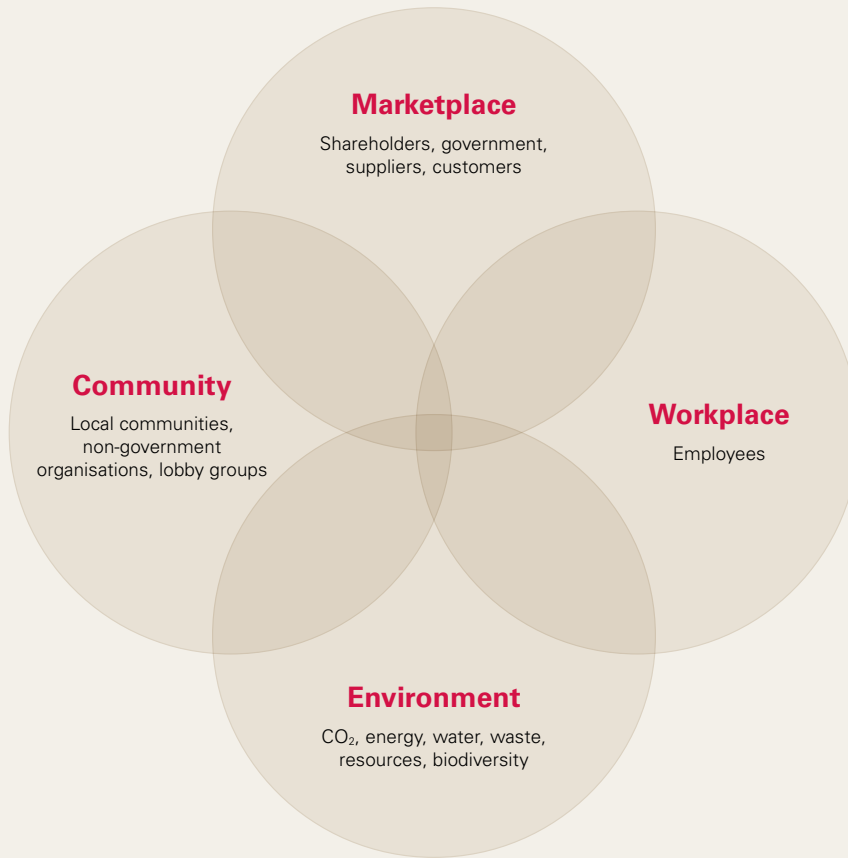 Marketplace
Shareholders, government,
suppliers, customers
Community
Local communities,
non-government
organisations, lobby groups
Workplace
Employees
Environment
CO₂, energy, water, waste,
resources, biodiversity